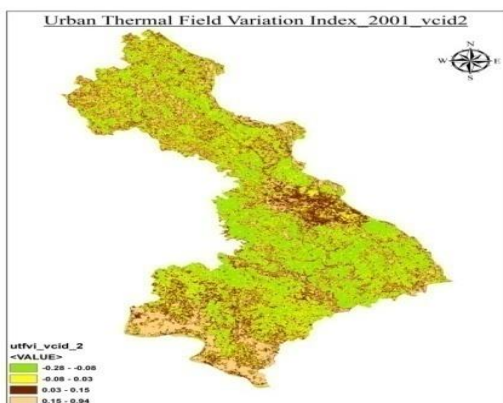 Urban Thermal Field Variation Index_2001_vcid2
N
W E
S
utfvi_vcid_2
<VALUE>
-0.28 - -0.08
-0.08 - 0.03
0.03 - 0.15
0.15 - 0.94